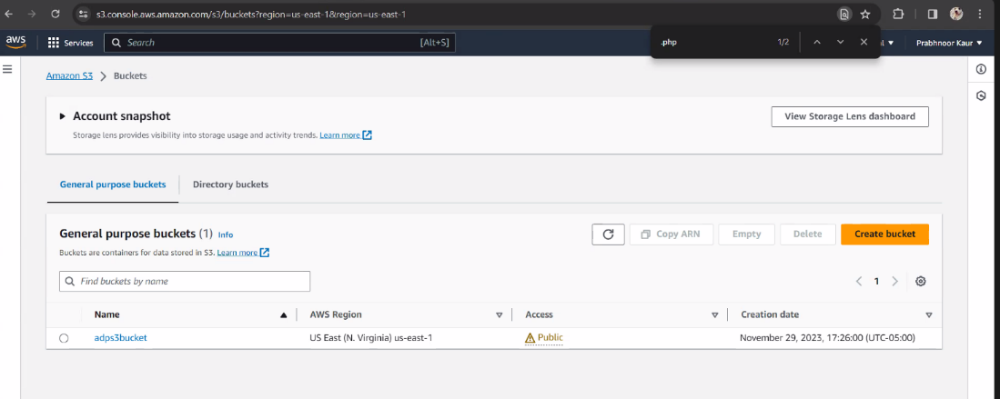 s3.console.aws.amazon.com/s3/buckets?region=us-east-1&region=us-east-1
aws
Services
Search
[Alt+S]
.php
1/2
Prabhnoor Kaur
Amazon S3
Buckets
Account snapshot
View Storage Lens dashboard
Storage lens provides visibility into storage usage and activity trends. Learn more
General purpose buckets
Directory buckets
General purpose buckets (1) Info
Copy ARN
Empty
Delete
Create bucket
Buckets are containers for data stored in S3. Learn more
Find buckets by name
1
Name
AWS Region
Access
Creation date
adps3bucket
US East (N. Virginia) us-east-1
Public
November 29, 2023, 17:26:00 (UTC-05:00)